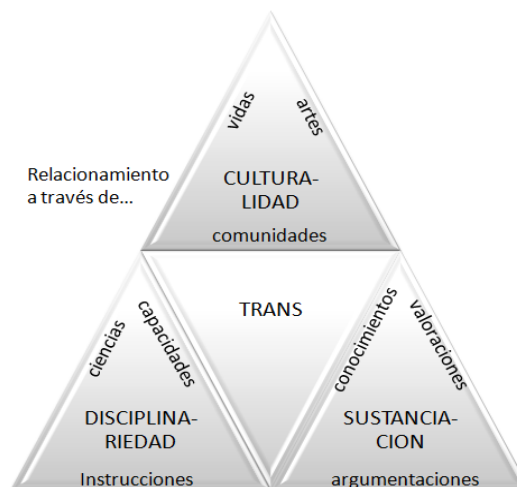 vidas
artes
Relacionamiento
a través de...
CULTURA-
LIDAD
comunidades
ciencias
capacidades
TRANS
conocimientos
valoraciones
DISCIPLINA-
RIEDAD
Instrucciones
SUSTANCIA-
CION
argumentaciones